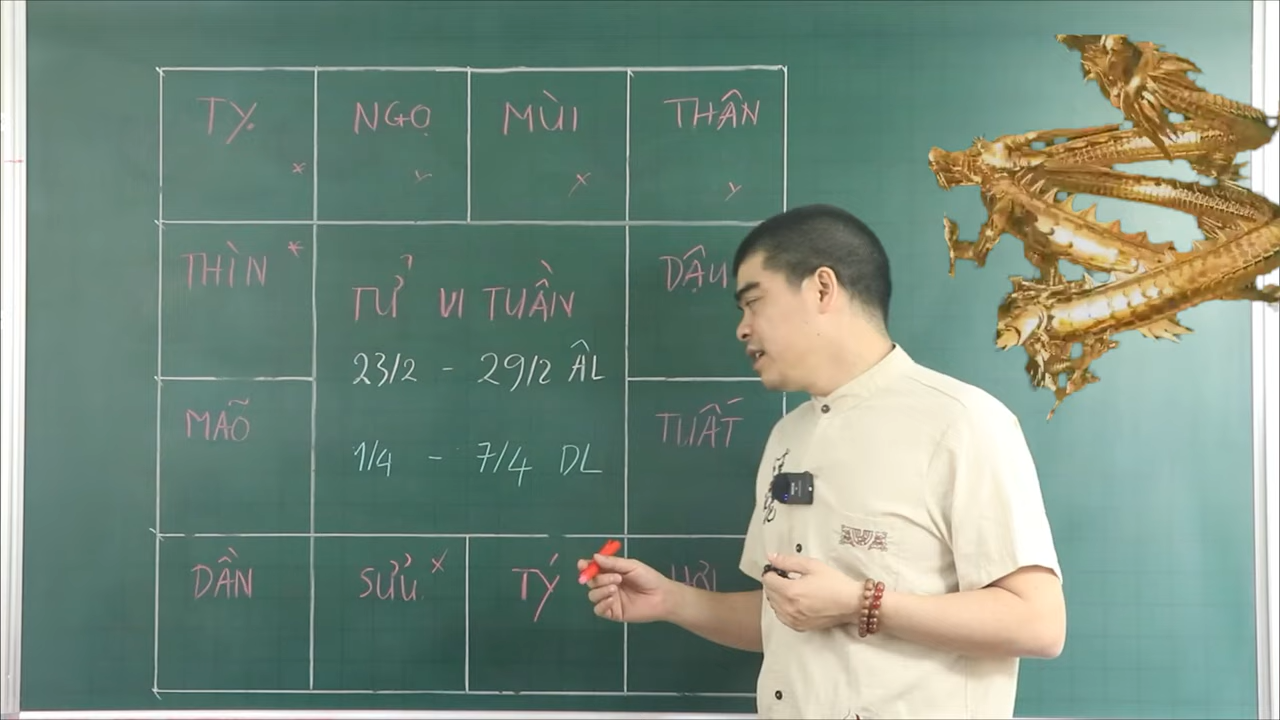 TỴ
NGỌ
MÙI
THÂN
THÌN
TỬ VI TUẦN
DẬU
23/2 - 29/2 ÂL
MAÕ
1/4 - 7/4 DL
TUẤT
DẦN
SỬU
TÝ